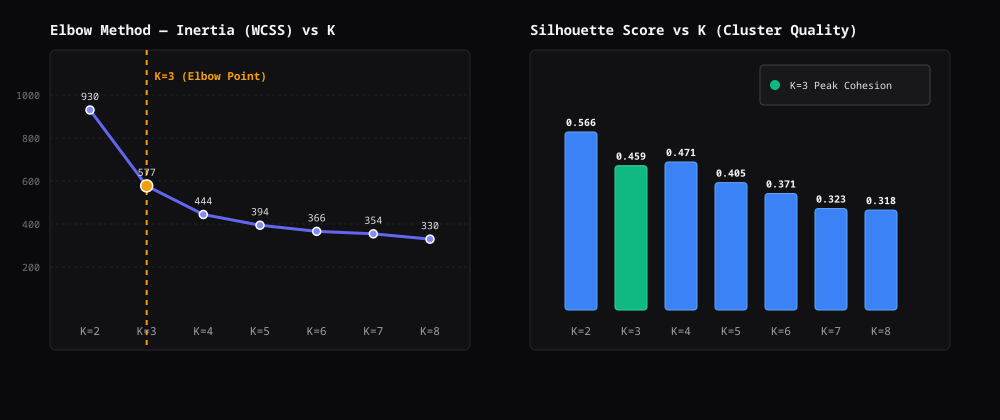 Elbow Method — Inertia (WCSS) vs K
K=3 (Elbow Point)
1000
800
600
400
200
930
577
444
394
366
354
330
K=2
K=3
K=4
K=5
K=6
K=7
K=8
Silhouette Score vs K (Cluster Quality)
K=3 Peak Cohesion
0.566
0.459
0.471
0.405
0.371
0.323
0.318
K=2
K=3
K=4
K=5
K=6
K=7
K=8